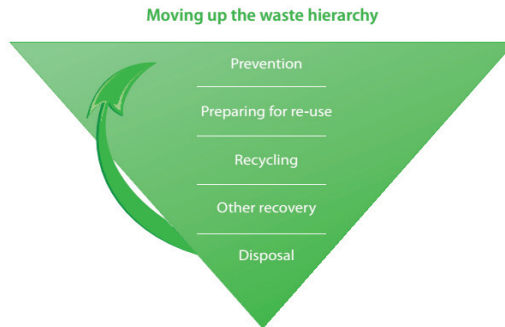 Moving up the waste hierarchy
Prevention
Preparing for re-use
Recycling
Other recovery
Disposal